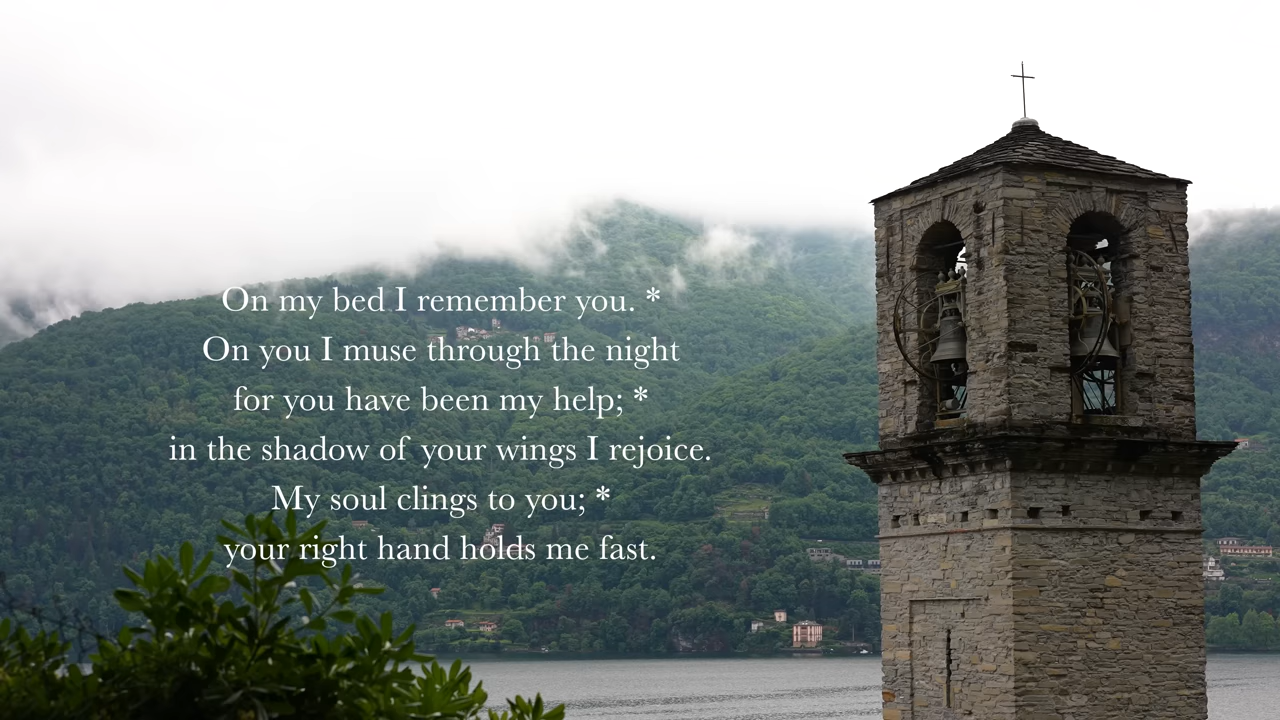 On my bed I remember you. *
On you I muse through the night
for you have been my help; *
in the shadow of your wings I rejoice.
My soul clings to you; *
your right hand holds me fast.